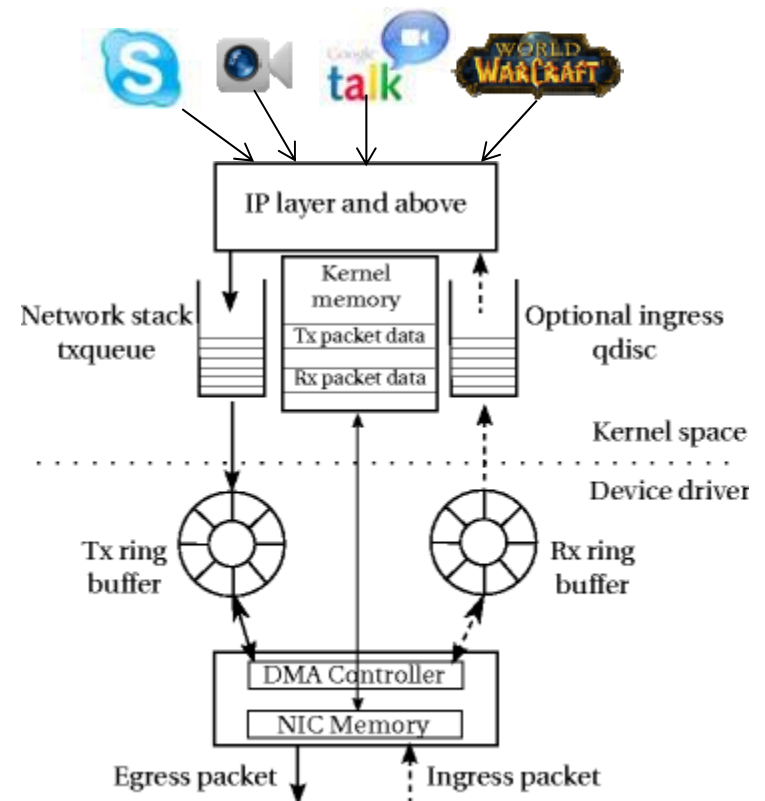 S
Google
talk
WORLD
WARCRAFT
IP layer and above
Kernel
memory
Tx packet data
Rx packet data
Network stack
txqueue
Optional ingress
qdisc
Kernel space
Device driver
Tx ring
buffer
Rx ring
buffer
DMA Controller
NIC Memory
Egress packet
Ingress packet